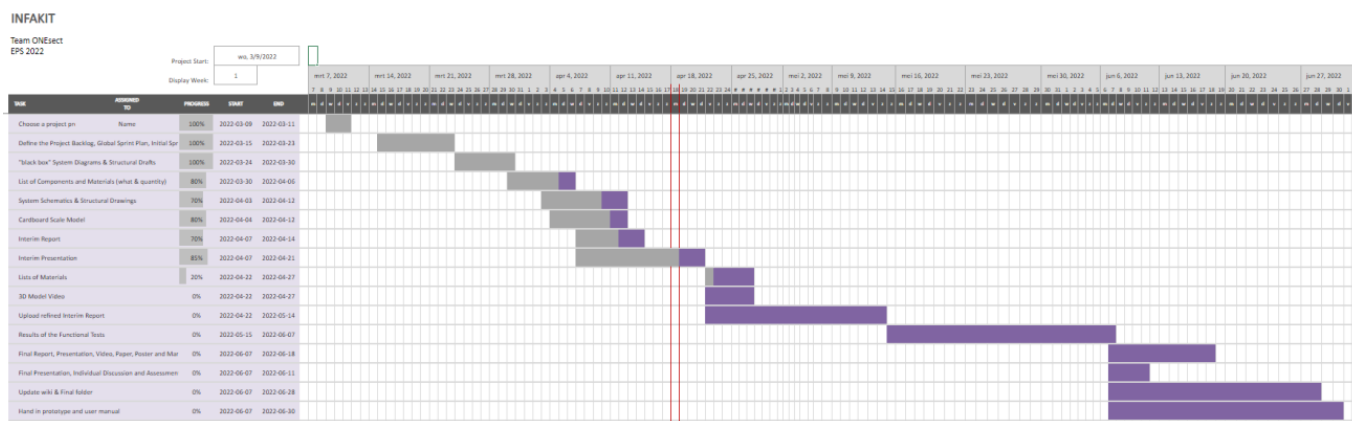 INFAKIT
Team ONEsect
EPS 2022
Project Start: wo, 3/9/2022
Display Week: 1
mrt 7, 2022 mrt 14, 2022 mrt 21, 2022 mrt 28, 2022 apr 4, 2022 apr 11, 2022 apr 18, 2022 apr 25, 2022 mei 2, 2022 mei 9, 2022 mei 16, 2022 mei 23, 2022 mei 30, 2022 jun 6, 2022 jun 13, 2022 jun 20, 2022 jun 27, 2022
TASK ASSIGNED TO PROGRESS START END
Choose a project pr Name 100% 2022-03-09 2022-03-11
Define the Project Backlog, Global Sprint Plan, Initial Spr 100% 2022-03-15 2022-03-23
"black box" System Diagrams & Structural Drafts 100% 2022-03-24 2022-03-30
List of Components and Materials (what & quantity) 80% 2022-03-30 2022-04-06
System Schematics & Structural Drawings 70% 2022-04-03 2022-04-12
Cardboard Scale Model 80% 2022-04-04 2022-04-12
Interim Report 70% 2022-04-07 2022-04-14
Interim Presentation 85% 2022-04-07 2022-04-21
Lists of Materials 20% 2022-04-22 2022-04-27
3D Model Video 0% 2022-04-22 2022-04-27
Upload refined Interim Report 0% 2022-04-22 2022-05-14
Results of the Functional Tests 0% 2022-05-15 2022-06-07
Final Report, Presentation, Video, Paper, Poster and Mar 0% 2022-06-07 2022-06-18
Final Presentation, Individual Discussion and Assessmen 0% 2022-06-07 2022-06-11
Update wiki & Final folder 0% 2022-06-07 2022-06-28
Hand in prototype and user manual 0% 2022-06-07 2022-06-30